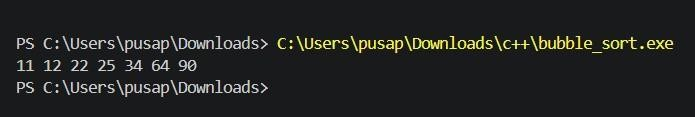 PS C:\Users\pusap\Downloads> C:\Users\pusap\Downloads\c++\bubble_sort.exe
11 12 22 25 34 64 90
PS C:\Users\pusap\Downloads>